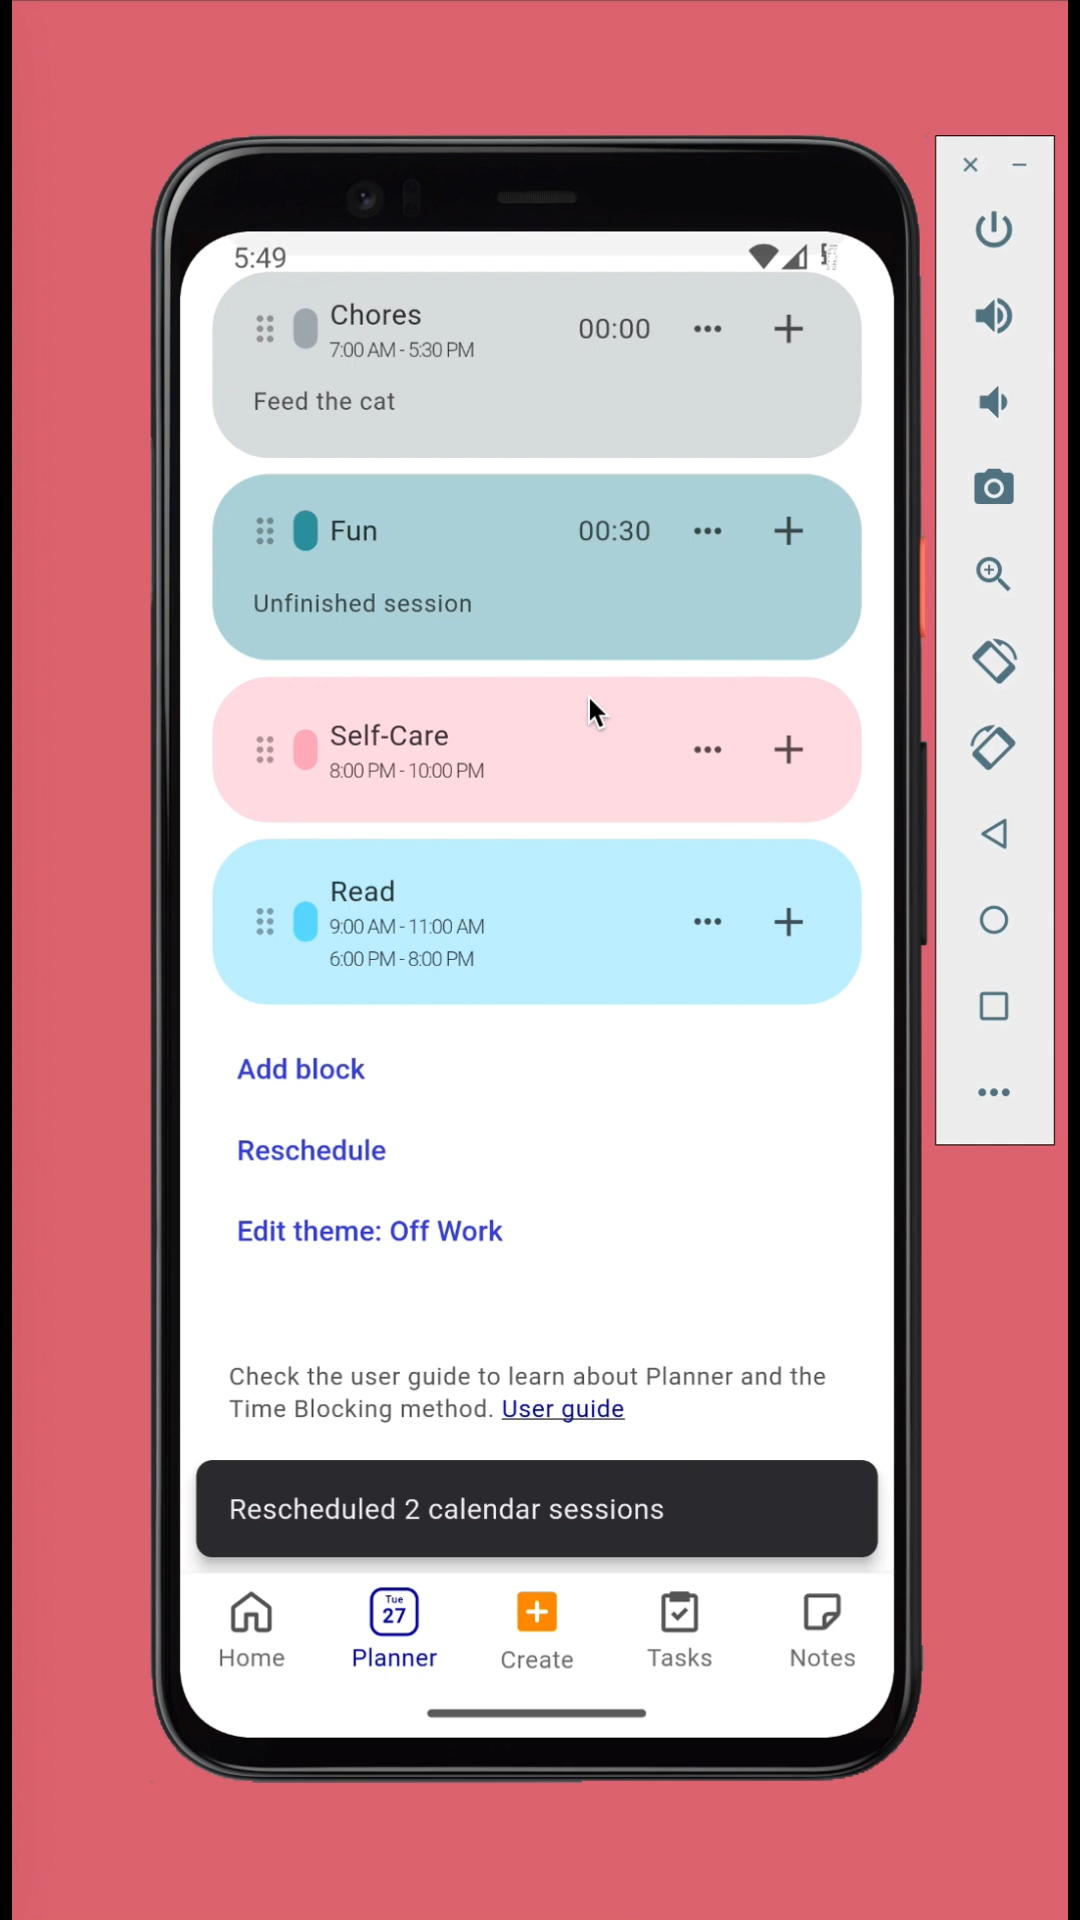 5:49
Chores
00:00
7:00 AM - 5:30 PM
Feed the cat
Fun
00:30
Unfinished session
Self-Care
8:00 PM - 10:00 PM
Read
9:00 AM - 11:00 AM
6:00 PM - 8:00 PM
Add block
Reschedule
Edit theme: Off Work
Check the user guide to learn about Planner and the
Time Blocking method. User guide
Rescheduled 2 calendar sessions
Tue
27
Home
Planner
Create
Tasks
Notes